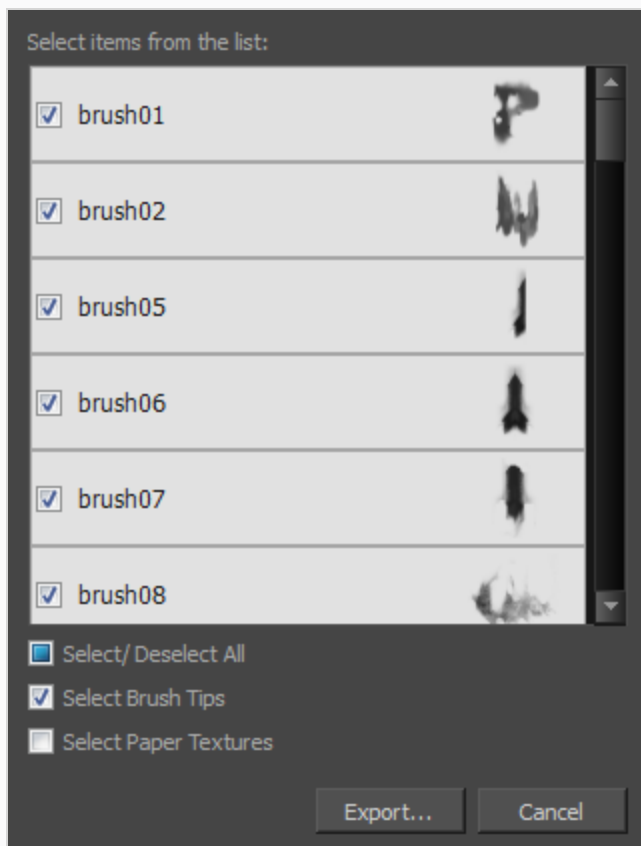 Select items from the list:
brush01
brush02
brush05
brush06
brush07
brush08
Select/ Deselect All
Select Brush Tips
Select Paper Textures
Export... Cancel